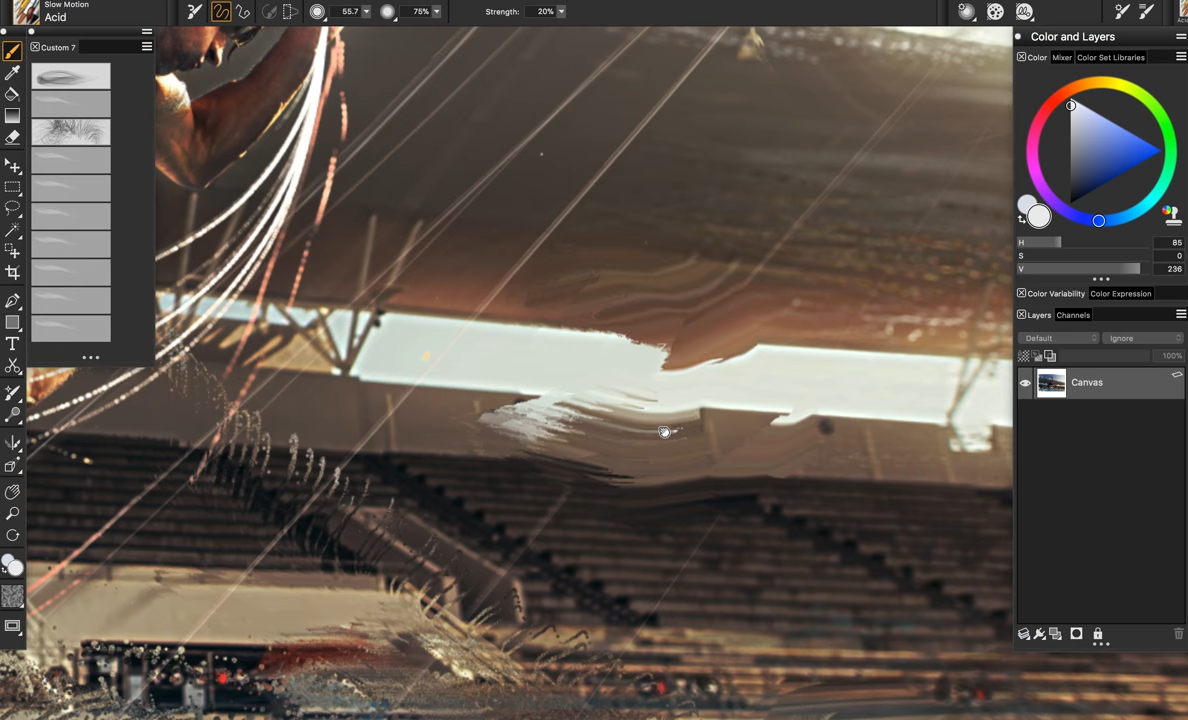 Slow Motion
Acid
55.7
75%
Strength: 20%
Custom 7
Color and Layers
Color Mixer Color Set Libraries
H 85
S 0
V 236
Color Variability Color Expression
Layers Channels
Default Ignore
100%
Canvas
T